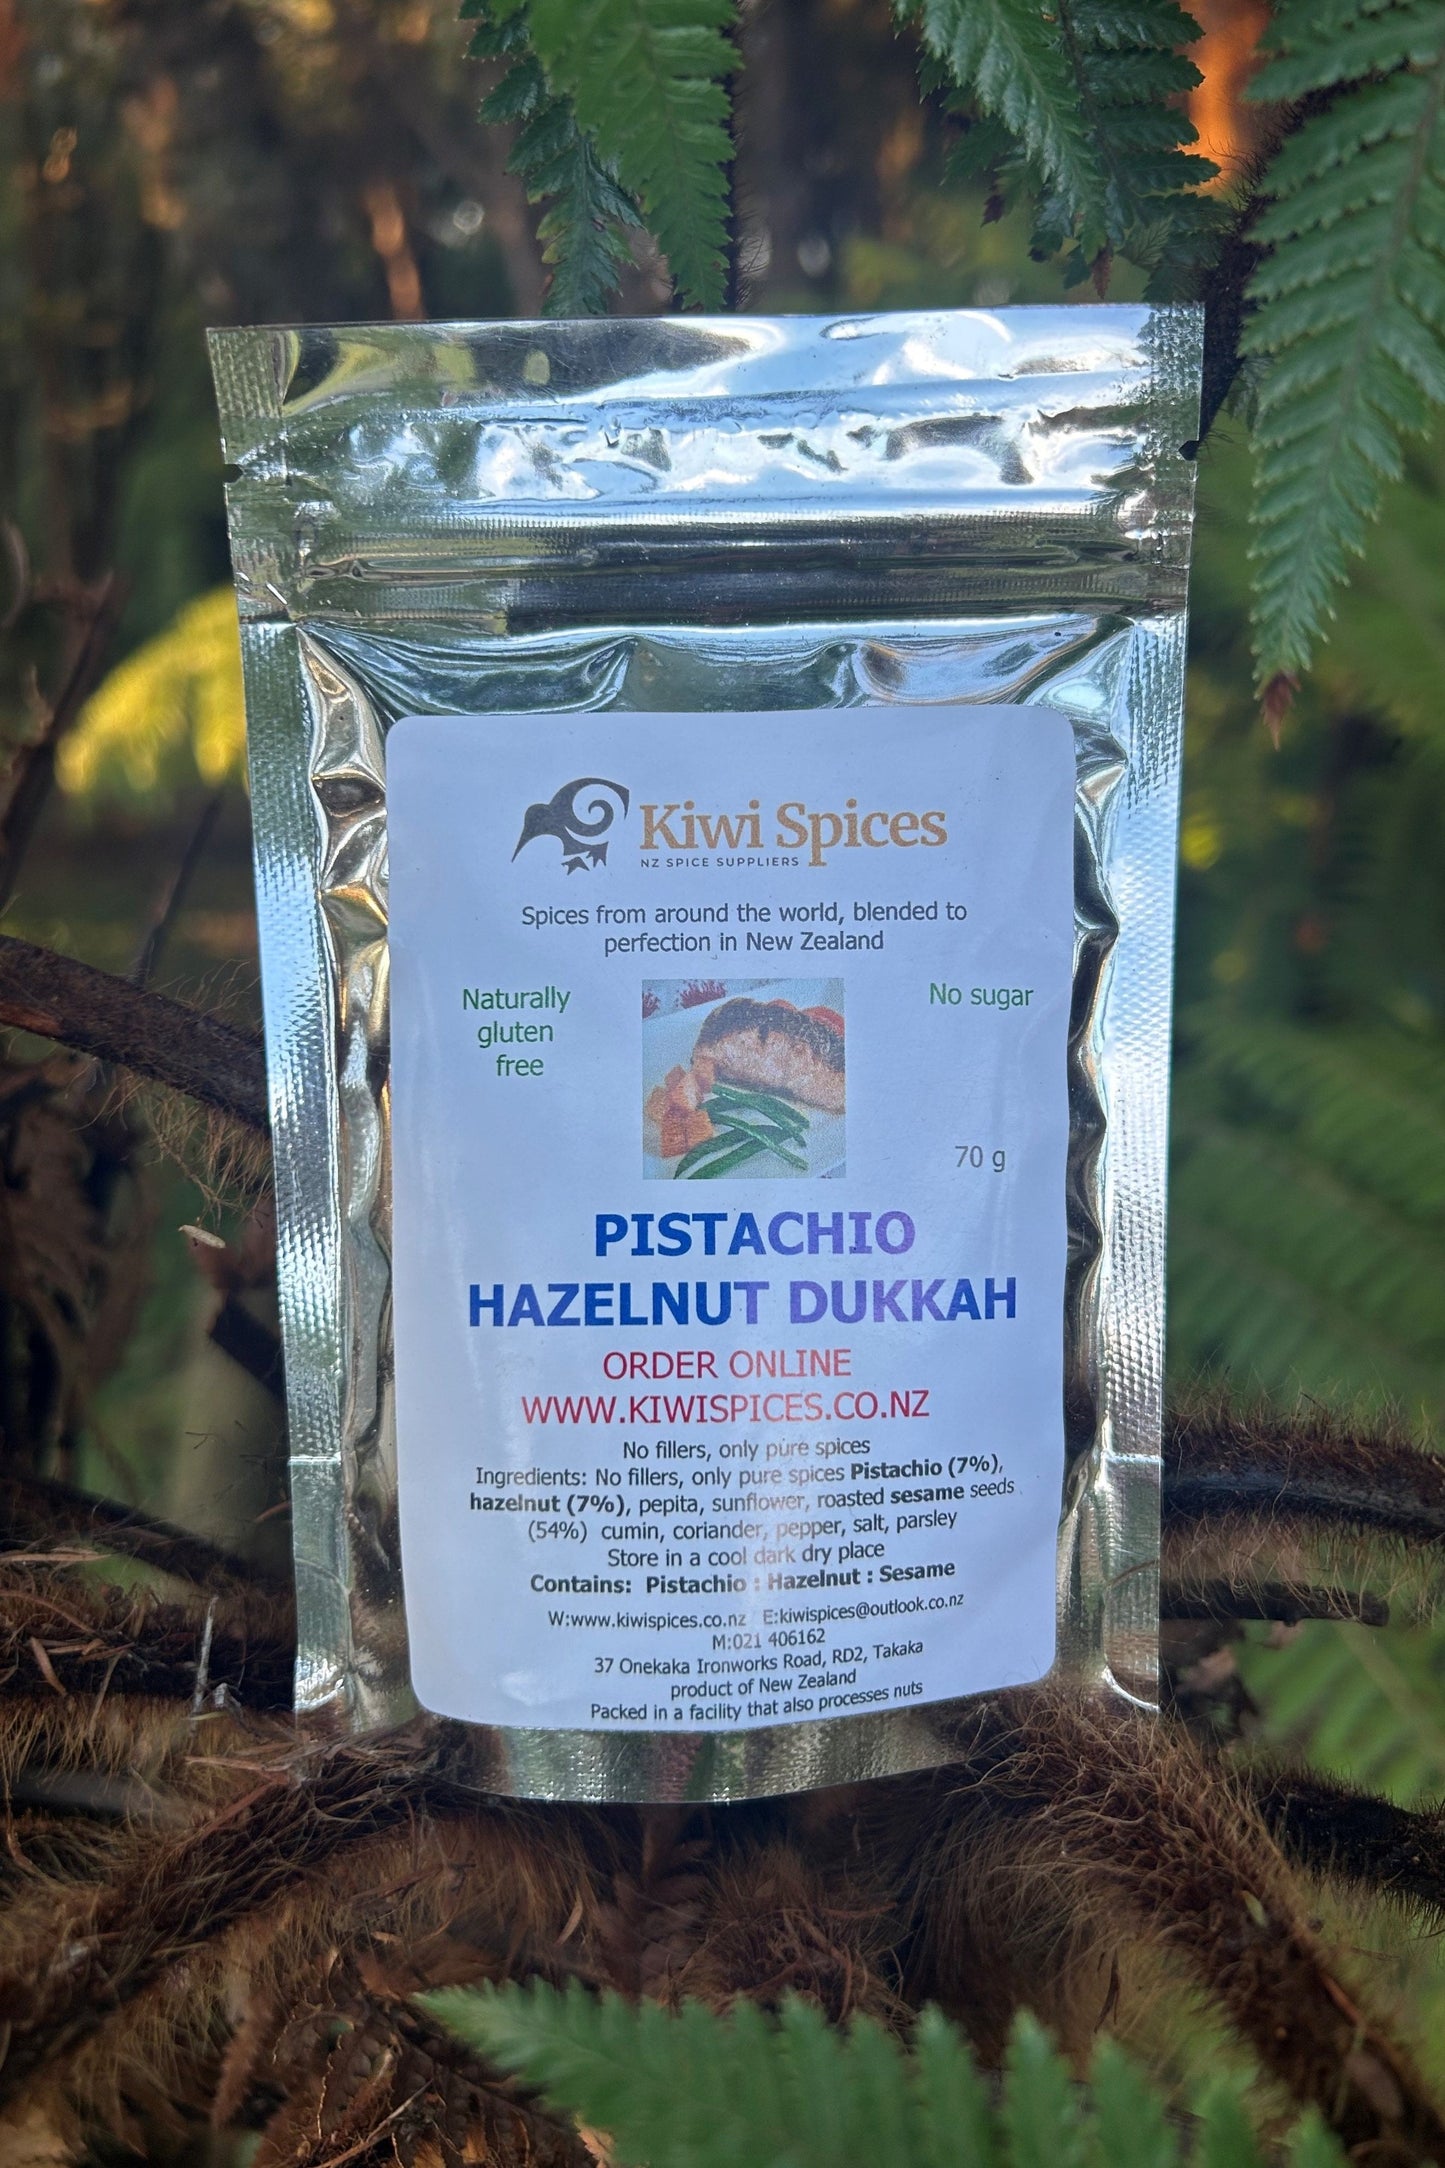 Kiwi Spices
NZ SPICE SUPPLIERS
Spices from around the world, blended to
perfection in New Zealand
Naturally
gluten
free
No sugar
70 g
PISTACHIO
HAZELNUT DUKKAH
ORDER ONLINE
WWW.KIWISPICES.CO.NZ
No fillers, only pure spices
Ingredients: No fillers, only pure spices Pistachio (7%),
hazelnut (7%), pepita, sunflower, roasted sesame seeds
(54%) cumin, coriander, pepper, salt, parsley
Store in a cool dark dry place
Contains: Pistachio : Hazelnut : Sesame
W:www.kiwispices.co.nz E:kiwispices@outlook.co.nz
M:021 406162
37 Onekaka Ironworks Road, RD2, Takaka
product of New Zealand
Packed in a facility that also processes nuts